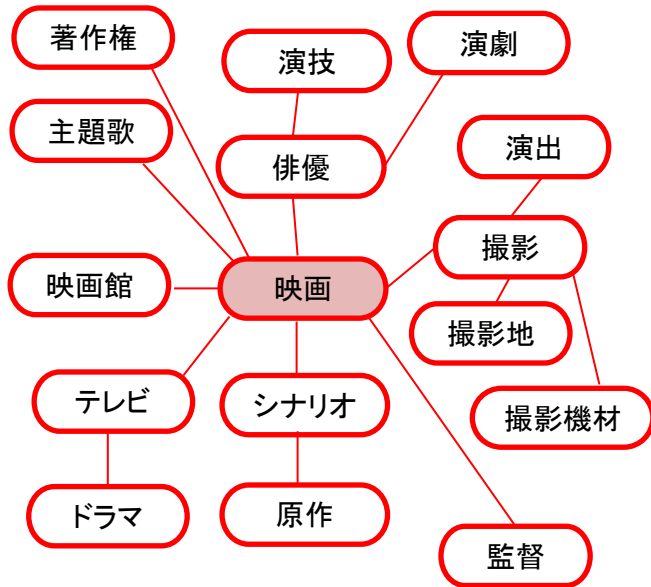 著作権
演技
演劇
主題歌
俳優
演出
撮影
映画館
映画
撮影地
テレビ
シナリオ
撮影機材
ドラマ
原作
監督